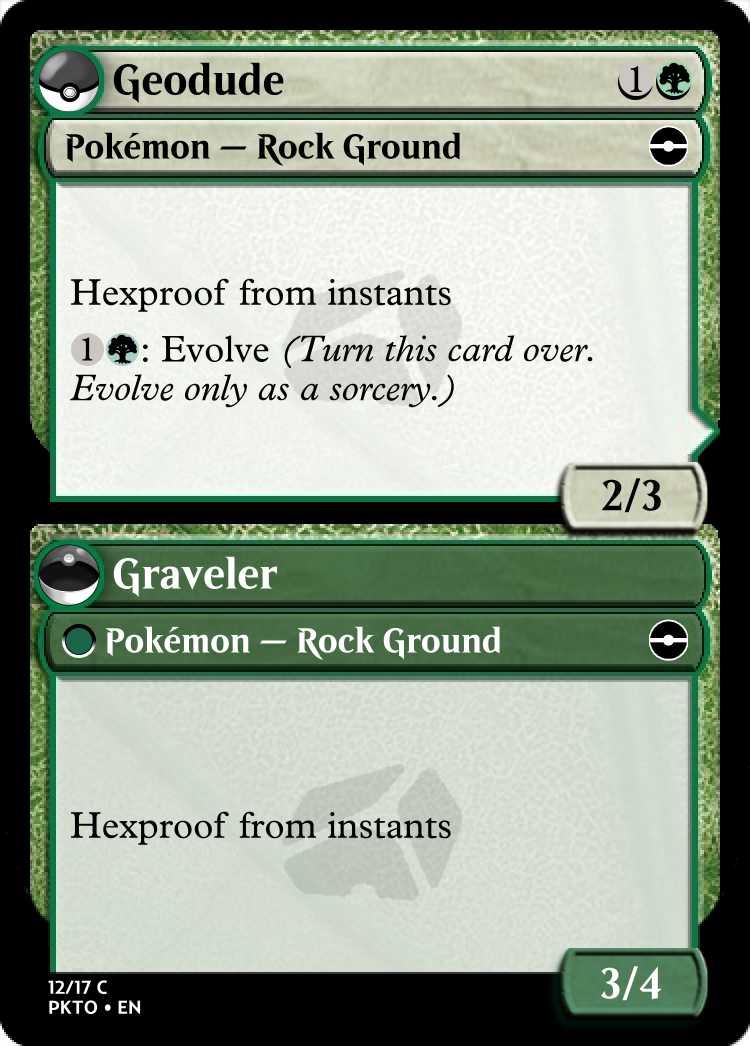 Geodude 1
Pokémon — Rock Ground
Hexproof from instants
1 : Evolve (Turn this card over.
Evolve only as a sorcery.)
2/3
Graveler
Pokémon — Rock Ground
Hexproof from instants
3/4
12/17 C
PKTO • EN